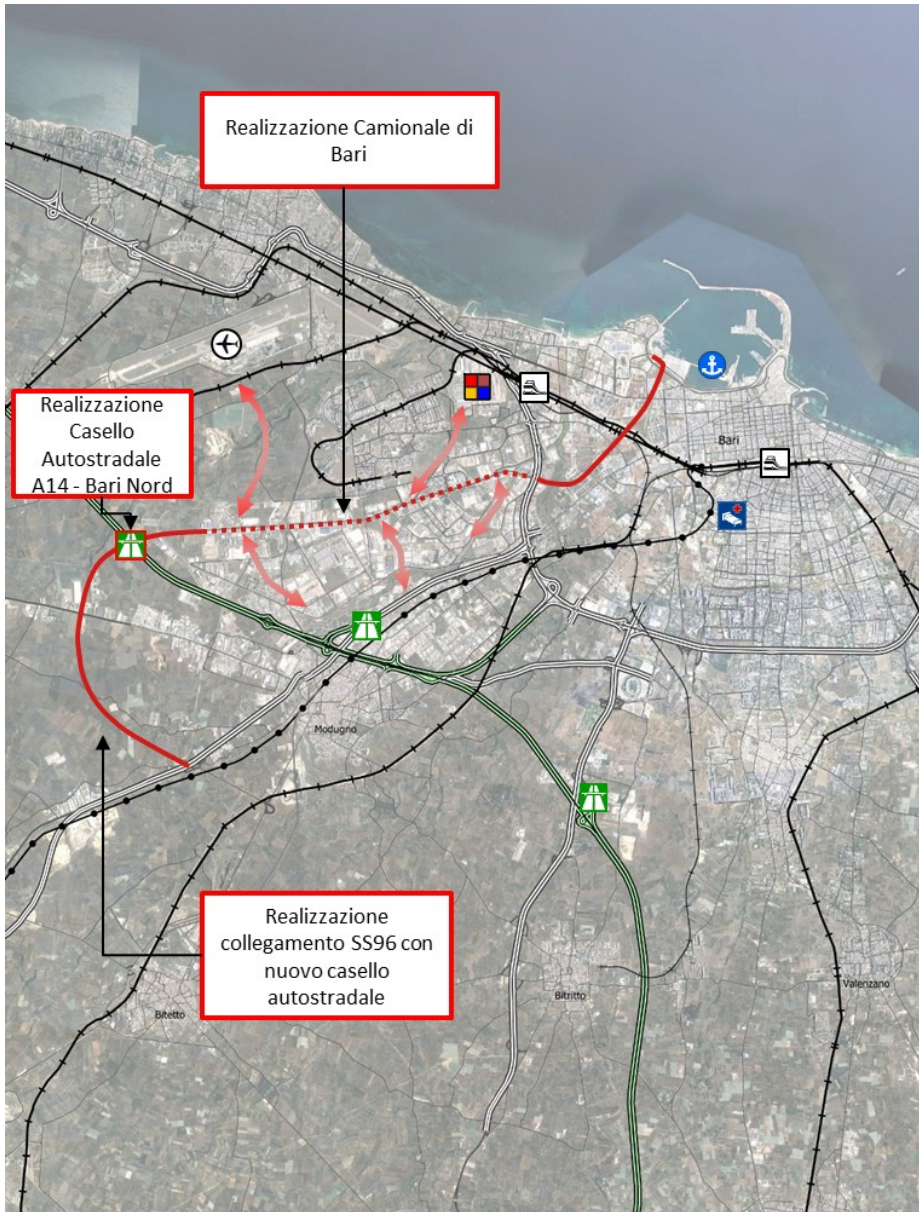 Realizzazione Camionale di
Bari
Realizzazione
Casello
Autostradale
A14 - Bari Nord
Bari
Modugno
Realizzazione
collegamento SS96 con
nuovo casello
autostradale
Bitetto
Bitritto
Valenzano